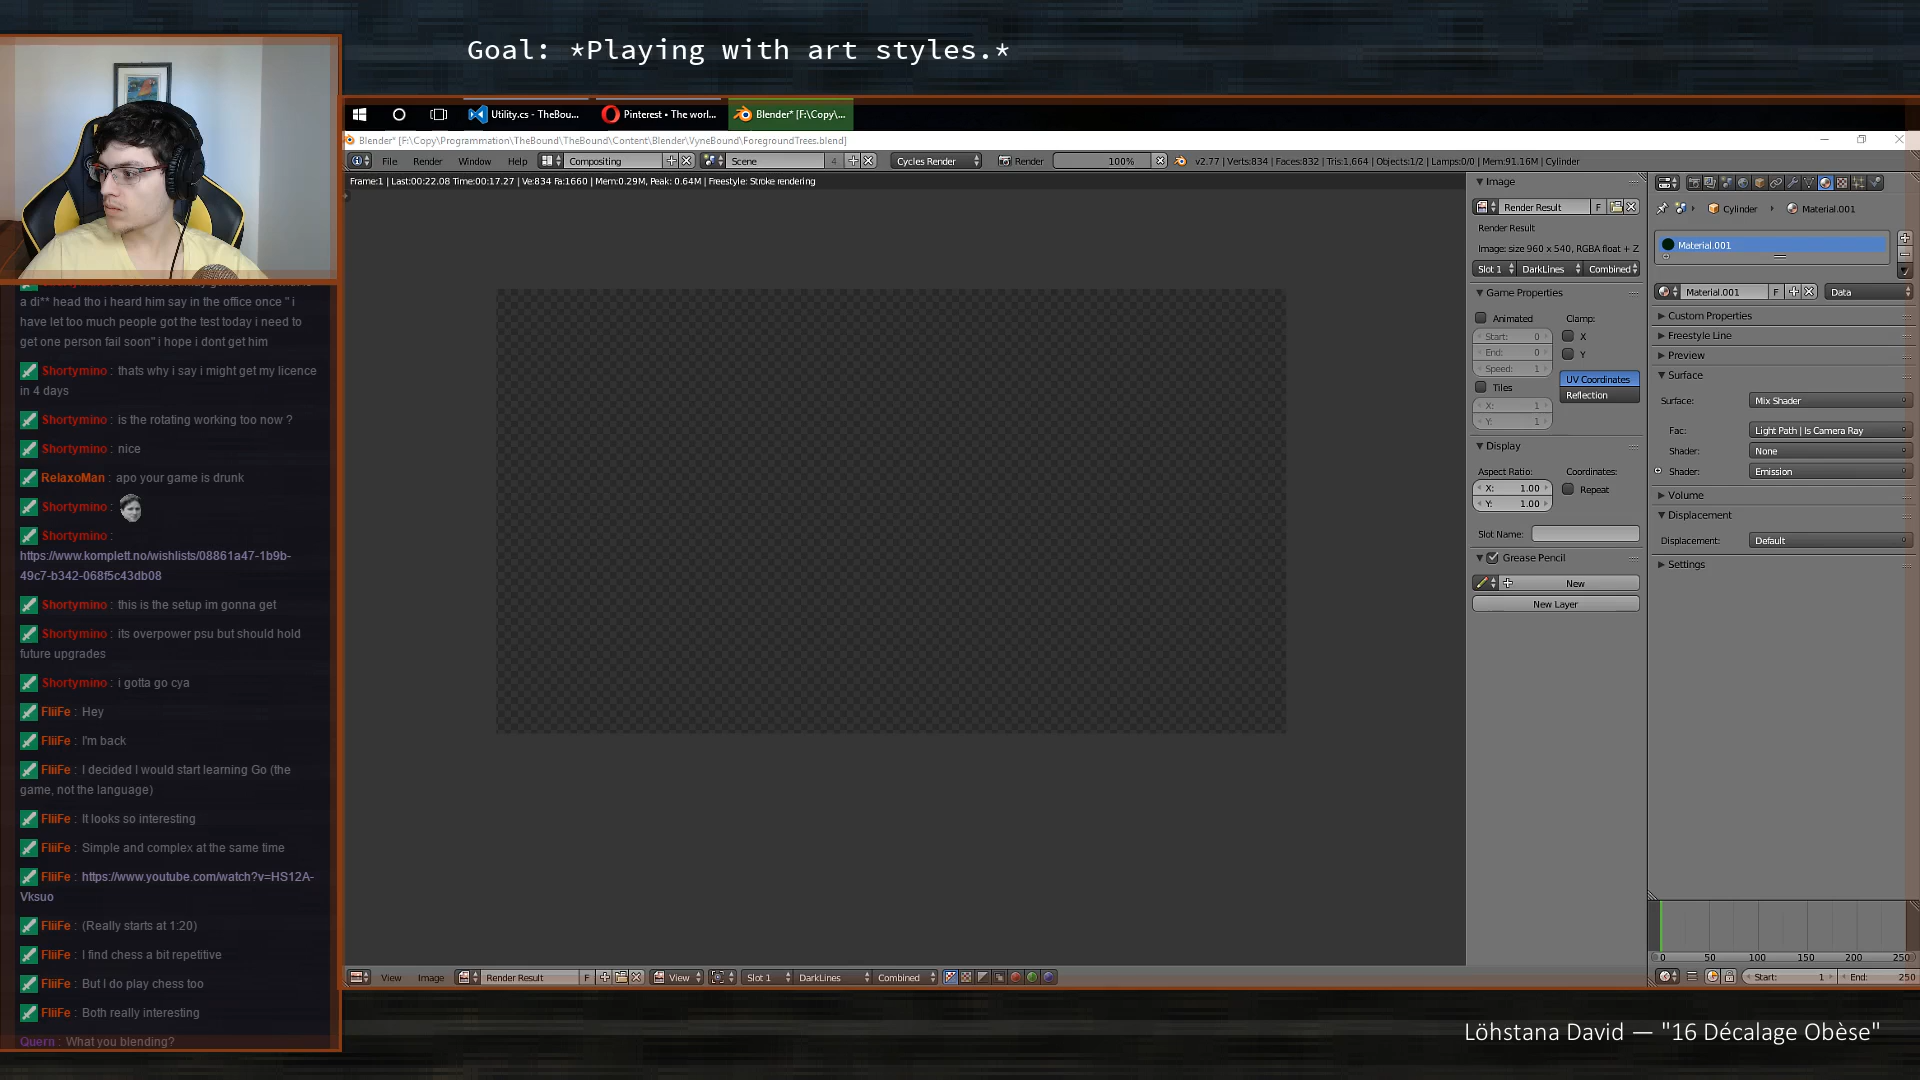 Goal: *Playing with art styles.*
Utility.cs - TheBou...
Pinterest • The worl...
Blender* [F:\Copy\...
Blender* [F:\Copy\Programmation\TheBound\TheBound\Content\Blender\VyneBound\ForegroundTrees.blend]
File Render Window Help Compositing Scene 4 Cycles Render Render 100% v2.77 | Verts:834 | Faces:832 | Tris:1,664 | Objects:1/2 | Lamps:0/0 | Mem:91.16M | Cylinder
Frame:1 | Last:00:22.08 Time:00:17.27 | Ve:834 Fa:1660 | Mem:0.29M, Peak: 0.64M | Freestyle: Stroke rendering
Image
Render Result F
Render Result
Image: size 960 x 540, RGBA float + Z
Slot 1 DarkLines Combined
Game Properties
Animated Clamp:
Start: 0 X
End: 0 Y
Speed: 1
Tiles UV Coordinates
X: 1 Reflection
Y: 1
Display
Aspect Ratio: Coordinates:
X: 1.00 Repeat
Y: 1.00
Slot Name:
Grease Pencil
New
New Layer
Cylinder Material.001
Material.001
Material.001 F Data
Custom Properties
Freestyle Line
Preview
Surface
Surface: Mix Shader
Fac: Light Path | Is Camera Ray
Shader: None
Shader: Emission
Volume
Displacement
Displacement: Default
Settings
0 50 100 150 200 250
Start: 1 End: 250
View Image Render Result F View Slot 1 DarkLines Combined
a di** head tho i heard him say in the office once " i
have let too much people got the test today i need to
get one person fail soon" i hope i dont get him
Shortymino : thats why i say i might get my licence
in 4 days
Shortymino : is the rotating working too now ?
Shortymino : nice
RelaxoMan : apo your game is drunk
Shortymino :
Shortymino :
https://www.komplett.no/wishlists/08861a47-1b9b-
49c7-b342-068f5c43db08
Shortymino : this is the setup im gonna get
Shortymino : its overpower psu but should hold
future upgrades
Shortymino : i gotta go cya
FliiFe : Hey
FliiFe : I'm back
FliiFe : I decided I would start learning Go (the
game, not the language)
FliiFe : It looks so interesting
FliiFe : Simple and complex at the same time
FliiFe : https://www.youtube.com/watch?v=HS12A-
Vksuo
FliiFe : (Really starts at 1:20)
FliiFe : I find chess a bit repetitive
FliiFe : But I do play chess too
FliiFe : Both really interesting
Quern : What you blending?
Löhstana David — "16 Décalage Obèse"